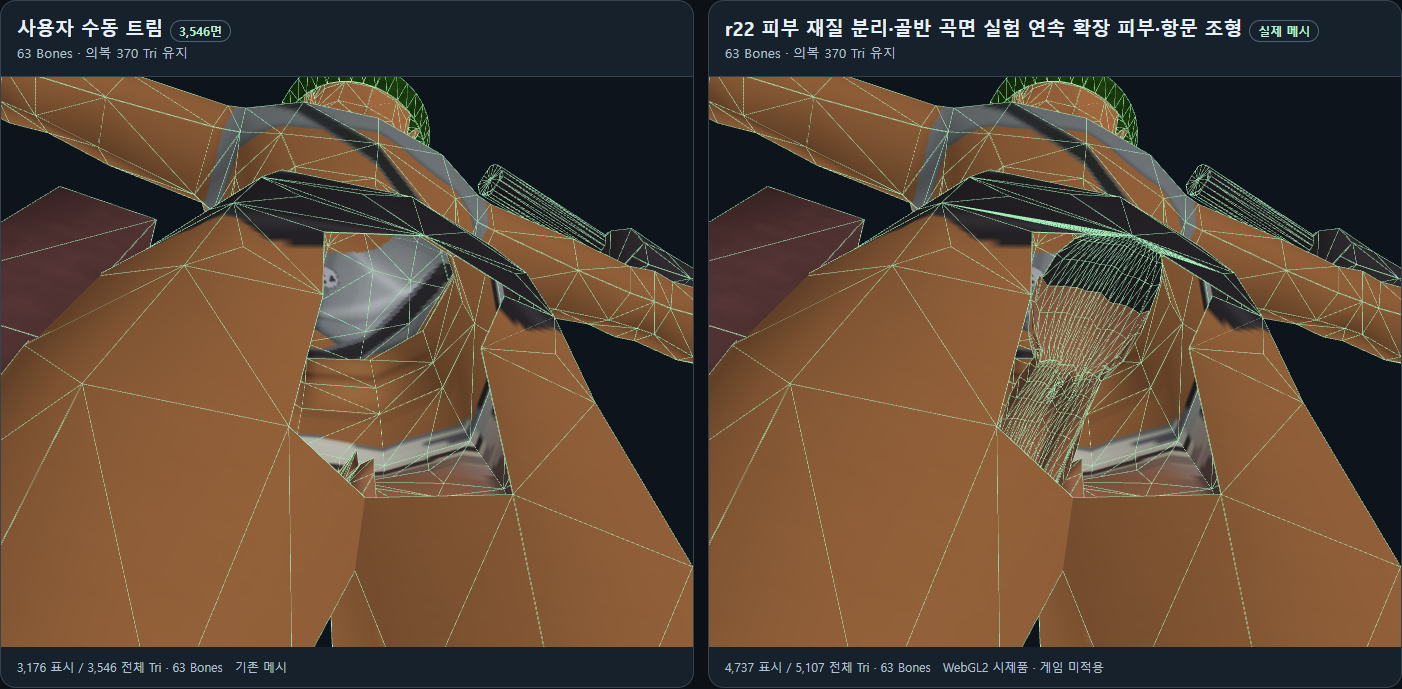 사용자 수동 트림 3,546면
63 Bones · 의복 370 Tri 유지
3,176 표시 / 3,546 전체 Tri · 63 Bones 기존 메시
r22 피부 재질 분리·골반 곡면 실험 연속 확장 피부·항문 조형 실제 메시
63 Bones · 의복 370 Tri 유지
4,737 표시 / 5,107 전체 Tri · 63 Bones WebGL2 시제품 · 게임 미적용